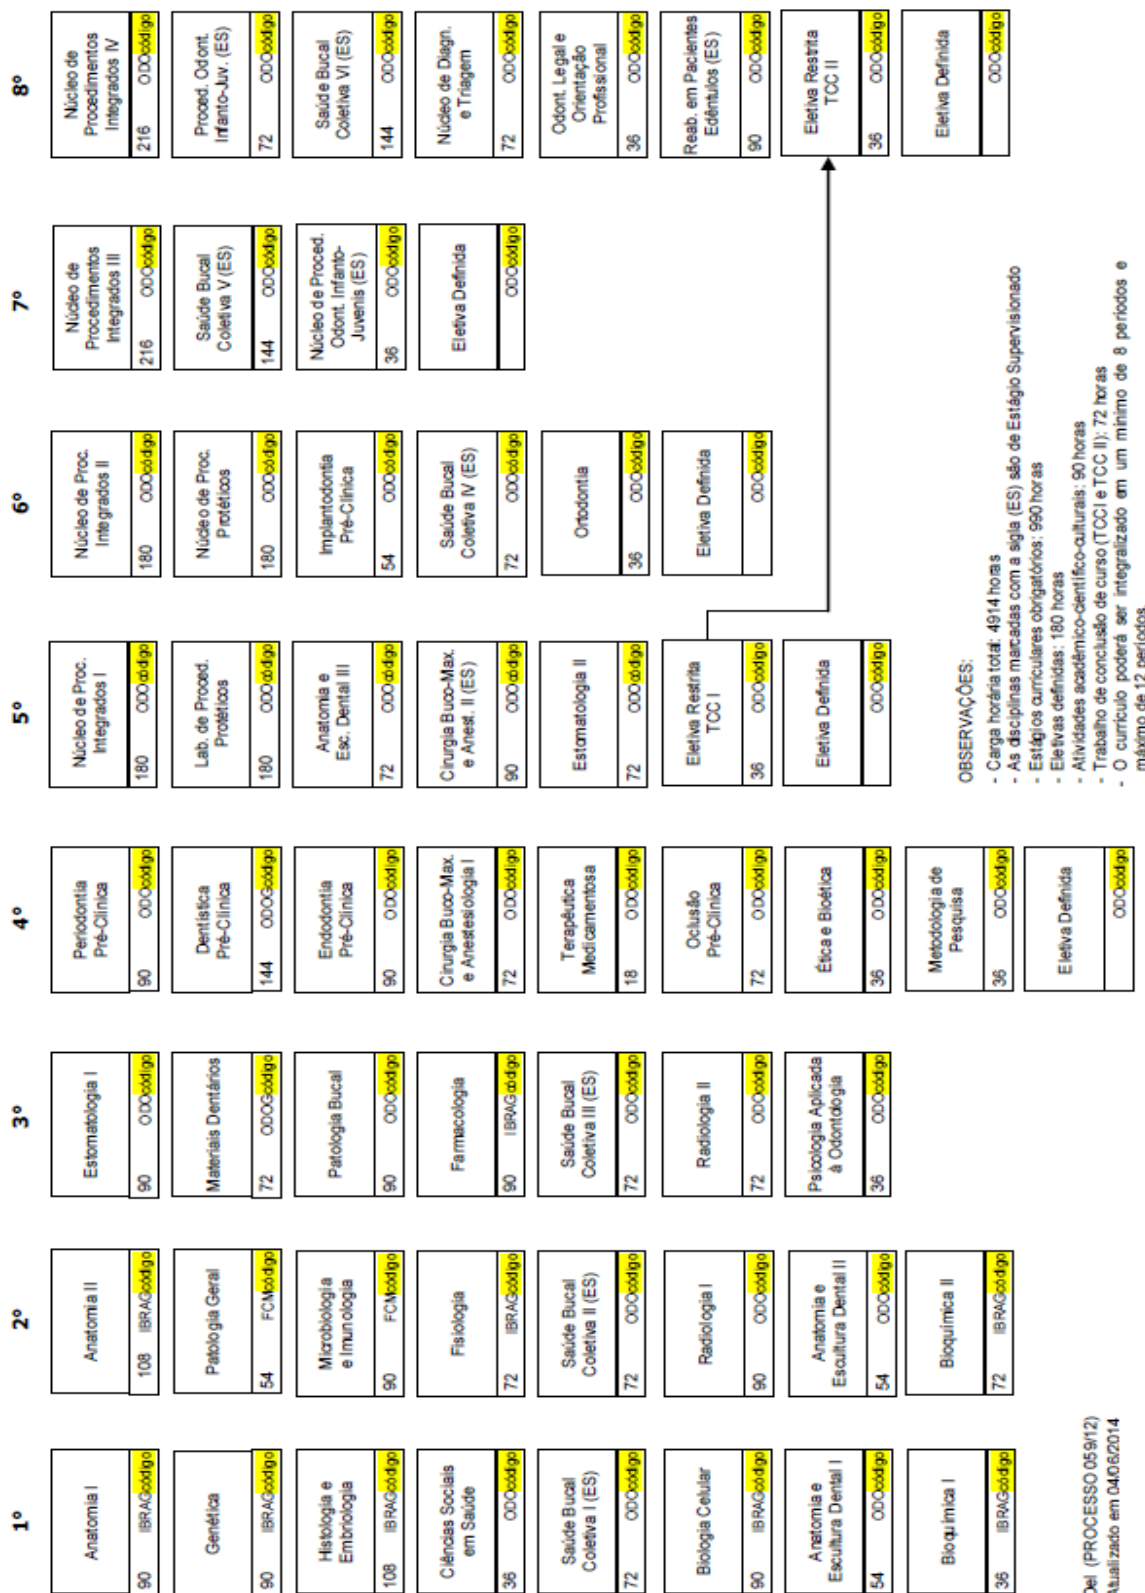 1º
Anatomia I
90 IBRAGcódigo
Genética
90 IBRAGcódigo
Histologia e
Embriologia
108 IBRAGcódigo
Ciências Sociais
em Saúde
36 ODOcódigo
Saúde Bucal
Coletiva I (ES)
72 ODOcódigo
Biologia Celular
90 IBRAGcódigo
Anatomia e
Escultura Dental I
54 ODOcódigo
Bioquímica I
36 IBRAGcódigo
2º
Anatomia II
108 IBRAGcódigo
Patologia Geral
54 FCMcódigo
Microbiologia
e Imunologia
90 FCMcódigo
Fisiologia
72 IBRAGcódigo
Saúde Bucal
Coletiva II (ES)
72 ODOcódigo
Radiologia I
90 ODOcódigo
Anatomia e
Escultura Dental II
54 ODOcódigo
Bioquímica II
72 IBRAGcódigo
3º
Estomatologia I
90 ODOcódigo
Materiais Dentários
72 ODOGcódigo
Patologia Bucal
90 ODOcódigo
Farmacologia
90 IBRAGcódigo
Saúde Bucal
Coletiva III (ES)
72 ODOcódigo
Radiologia II
72 ODOcódigo
Psicologia Aplicada
à Odontologia
36 ODOcódigo
4º
Periodontia
Pré-Clínica
90 ODOcódigo
Dentística
Pré-Clínica
144 ODOGcódigo
Endodontia
Pré-Clínica
90 ODOcódigo
Cirurgia Buco-Max.
e Anestesiologia I
72 ODOcódigo
Terapêutica
Medicamentosa
18 ODOcódigo
Oclusão
Pré-Clínica
72 ODOcódigo
Ética e Bioética
36 ODOcódigo
Metodologia de
Pesquisa
36 ODOcódigo
Eletiva Definida
ODOcódigo
5º
Núcleo de Proc.
Integrados I
180 ODOcódigo
Lab. de Proced.
Protéticos
180 ODOcódigo
Anatomia e
Esc. Dental III
72 ODOcódigo
Cirurgia Buco-Max.
e Anest. II (ES)
90 ODOcódigo
Estomatologia II
72 ODOcódigo
Eletiva Restrita
TCC I
36 ODOcódigo
Eletiva Definida
ODOcódigo
6º
Núcleo de Proc.
Integrados II
180 ODOcódigo
Núcleo de Proc.
Protéticos
180 ODOcódigo
Implantodontia
Pré-Clínica
54 ODOcódigo
Saúde Bucal
Coletiva IV (ES)
72 ODOcódigo
Ortodontia
36 ODOcódigo
Eletiva Definida
ODOcódigo
7º
Núcleo de
Procedimentos
Integrados III
216 ODOcódigo
Saúde Bucal
Coletiva V (ES)
144 ODOcódigo
Núcleo de Proced.
Odont. Infanto-
Juvenis (ES)
36 ODOcódigo
Eletiva Definida
ODOcódigo
8º
Núcleo de
Procedimentos
Integrados IV
216 ODOcódigo
Proced. Odont.
Infanto-Juv. (ES)
72 ODOcódigo
Saúde Bucal
Coletiva VI (ES)
144 ODOcódigo
Núcleo de Diagn.
e Triagem
72 ODOcódigo
Odont. Legal e
Orientação
Profissional
36 ODOcódigo
Reab. em Pacientes
Edêntulos (ES)
90 ODOcódigo
Eletiva Restrita
TCC II
36 ODOcódigo
Eletiva Definida
ODOcódigo
OBSERVAÇÕES:
- Carga horária total: 4914 horas
- As disciplinas marcadas com a sigla (ES) são de Estágio Supervisionado
- Estágios curriculares obrigatórios: 990 horas
- Eletivas definidas: 180 horas
- Atividades acadêmico-científico-culturais: 90 horas
- Trabalho de conclusão de curso (TCC I e TCC II): 72 horas
- O currículo poderá ser integralizado em um mínimo de 8 períodos e
máximo de 12 períodos.
Del (PROCESSO 059/12)
Atualizado em 04/06/2014